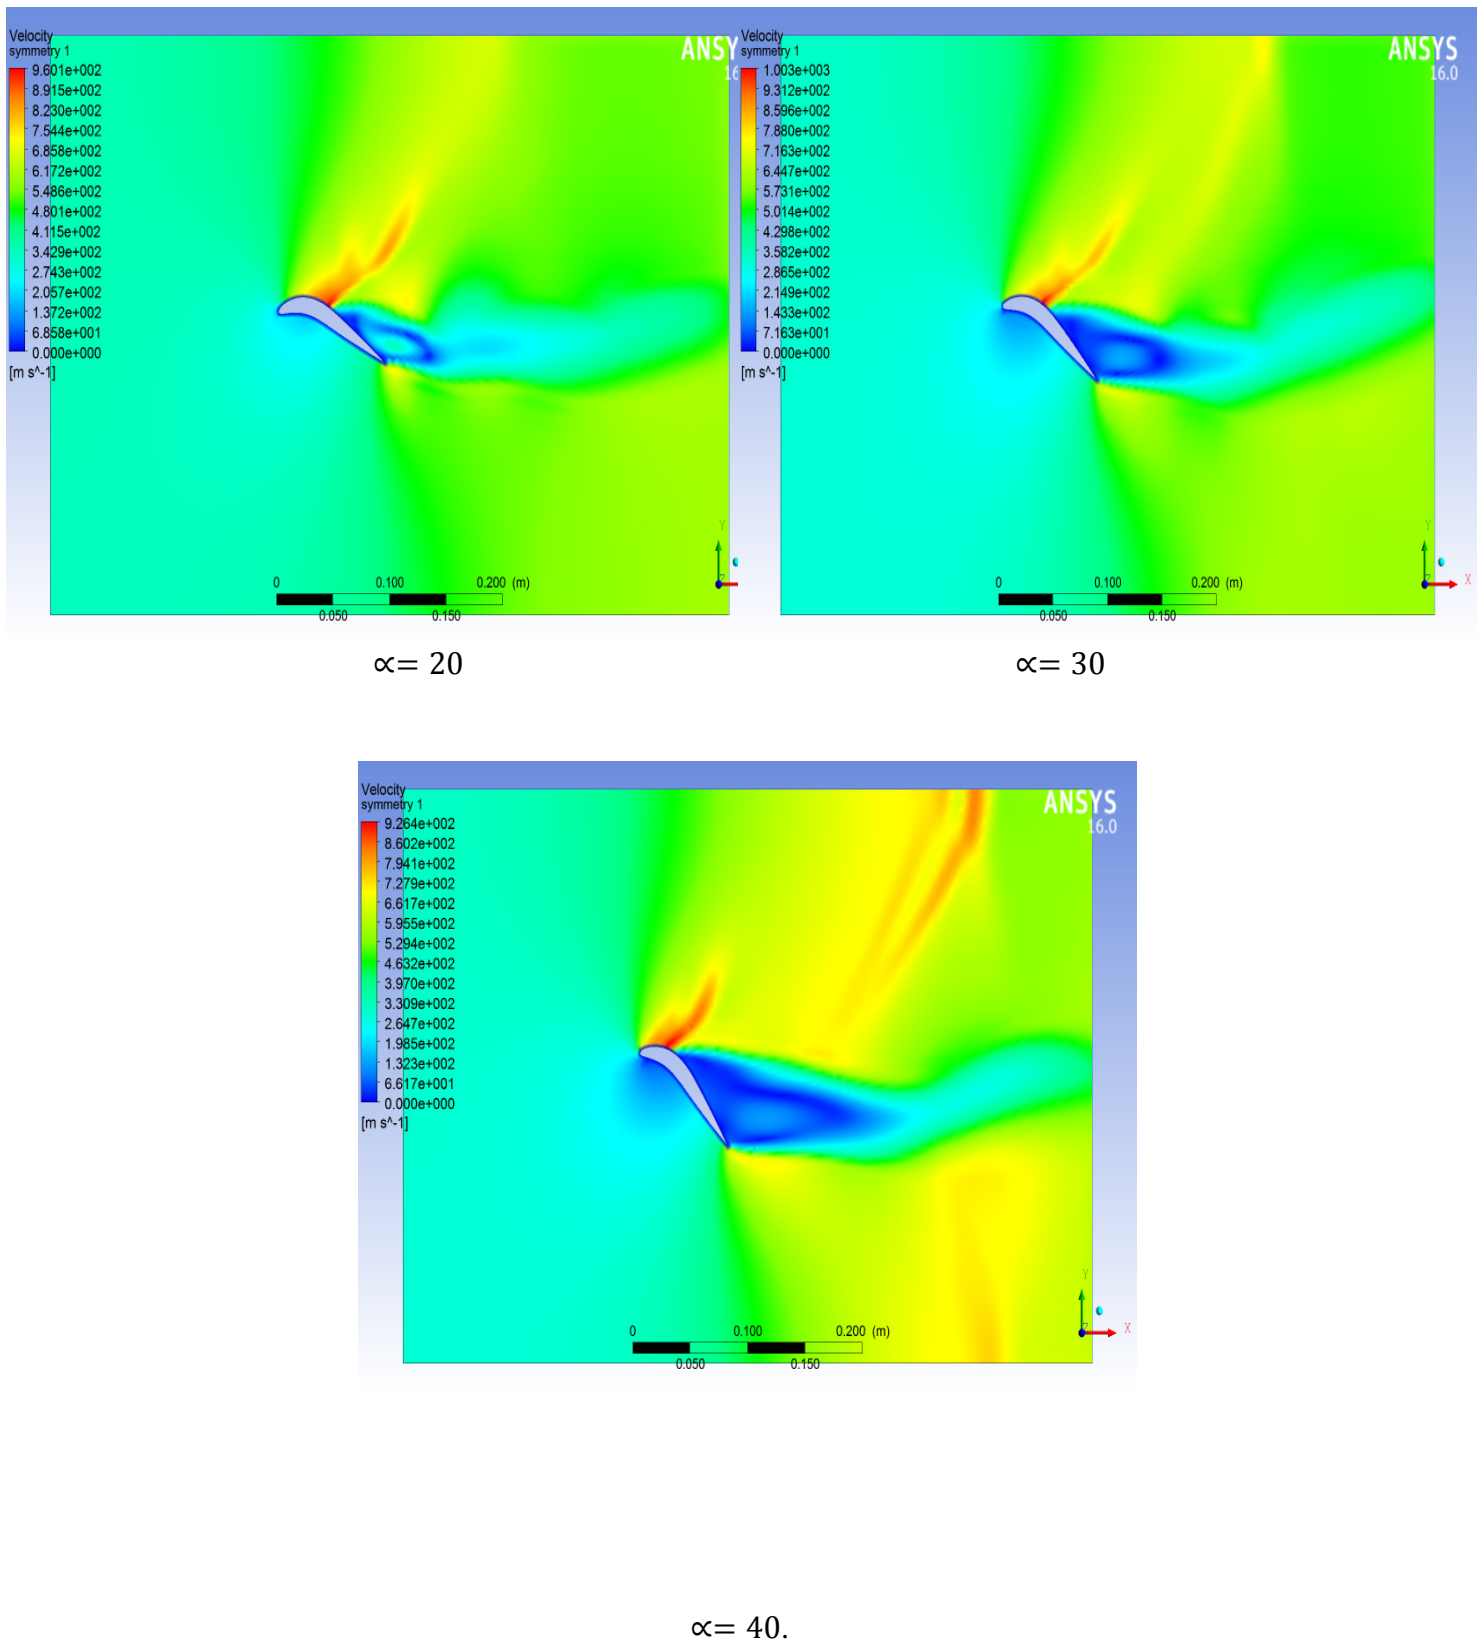 Velocity
symmetry 1
9.601e+002
8.915e+002
8.230e+002
7.544e+002
6.858e+002
6.172e+002
5.486e+002
4.801e+002
4.115e+002
3.429e+002
2.743e+002
2.057e+002
1.372e+002
6.858e+001
0.000e+000
[m s^-1]
ANSY
16
Y
Z
0 0.100 0.200 (m)
0.050 0.150
Velocity
symmetry 1
1.003e+003
9.312e+002
8.596e+002
7.880e+002
7.163e+002
6.447e+002
5.731e+002
5.014e+002
4.298e+002
3.582e+002
2.865e+002
2.149e+002
1.433e+002
7.163e+001
0.000e+000
[m s^-1]
ANSYS
16.0
Y
Z X
0 0.100 0.200 (m)
0.050 0.150
∝= 20
∝= 30
Velocity
symmetry 1
9.264e+002
8.602e+002
7.941e+002
7.279e+002
6.617e+002
5.955e+002
5.294e+002
4.632e+002
3.970e+002
3.309e+002
2.647e+002
1.985e+002
1.323e+002
6.617e+001
0.000e+000
[m s^-1]
ANSYS
16.0
Y
Z X
0 0.100 0.200 (m)
0.050 0.150
∝= 40.